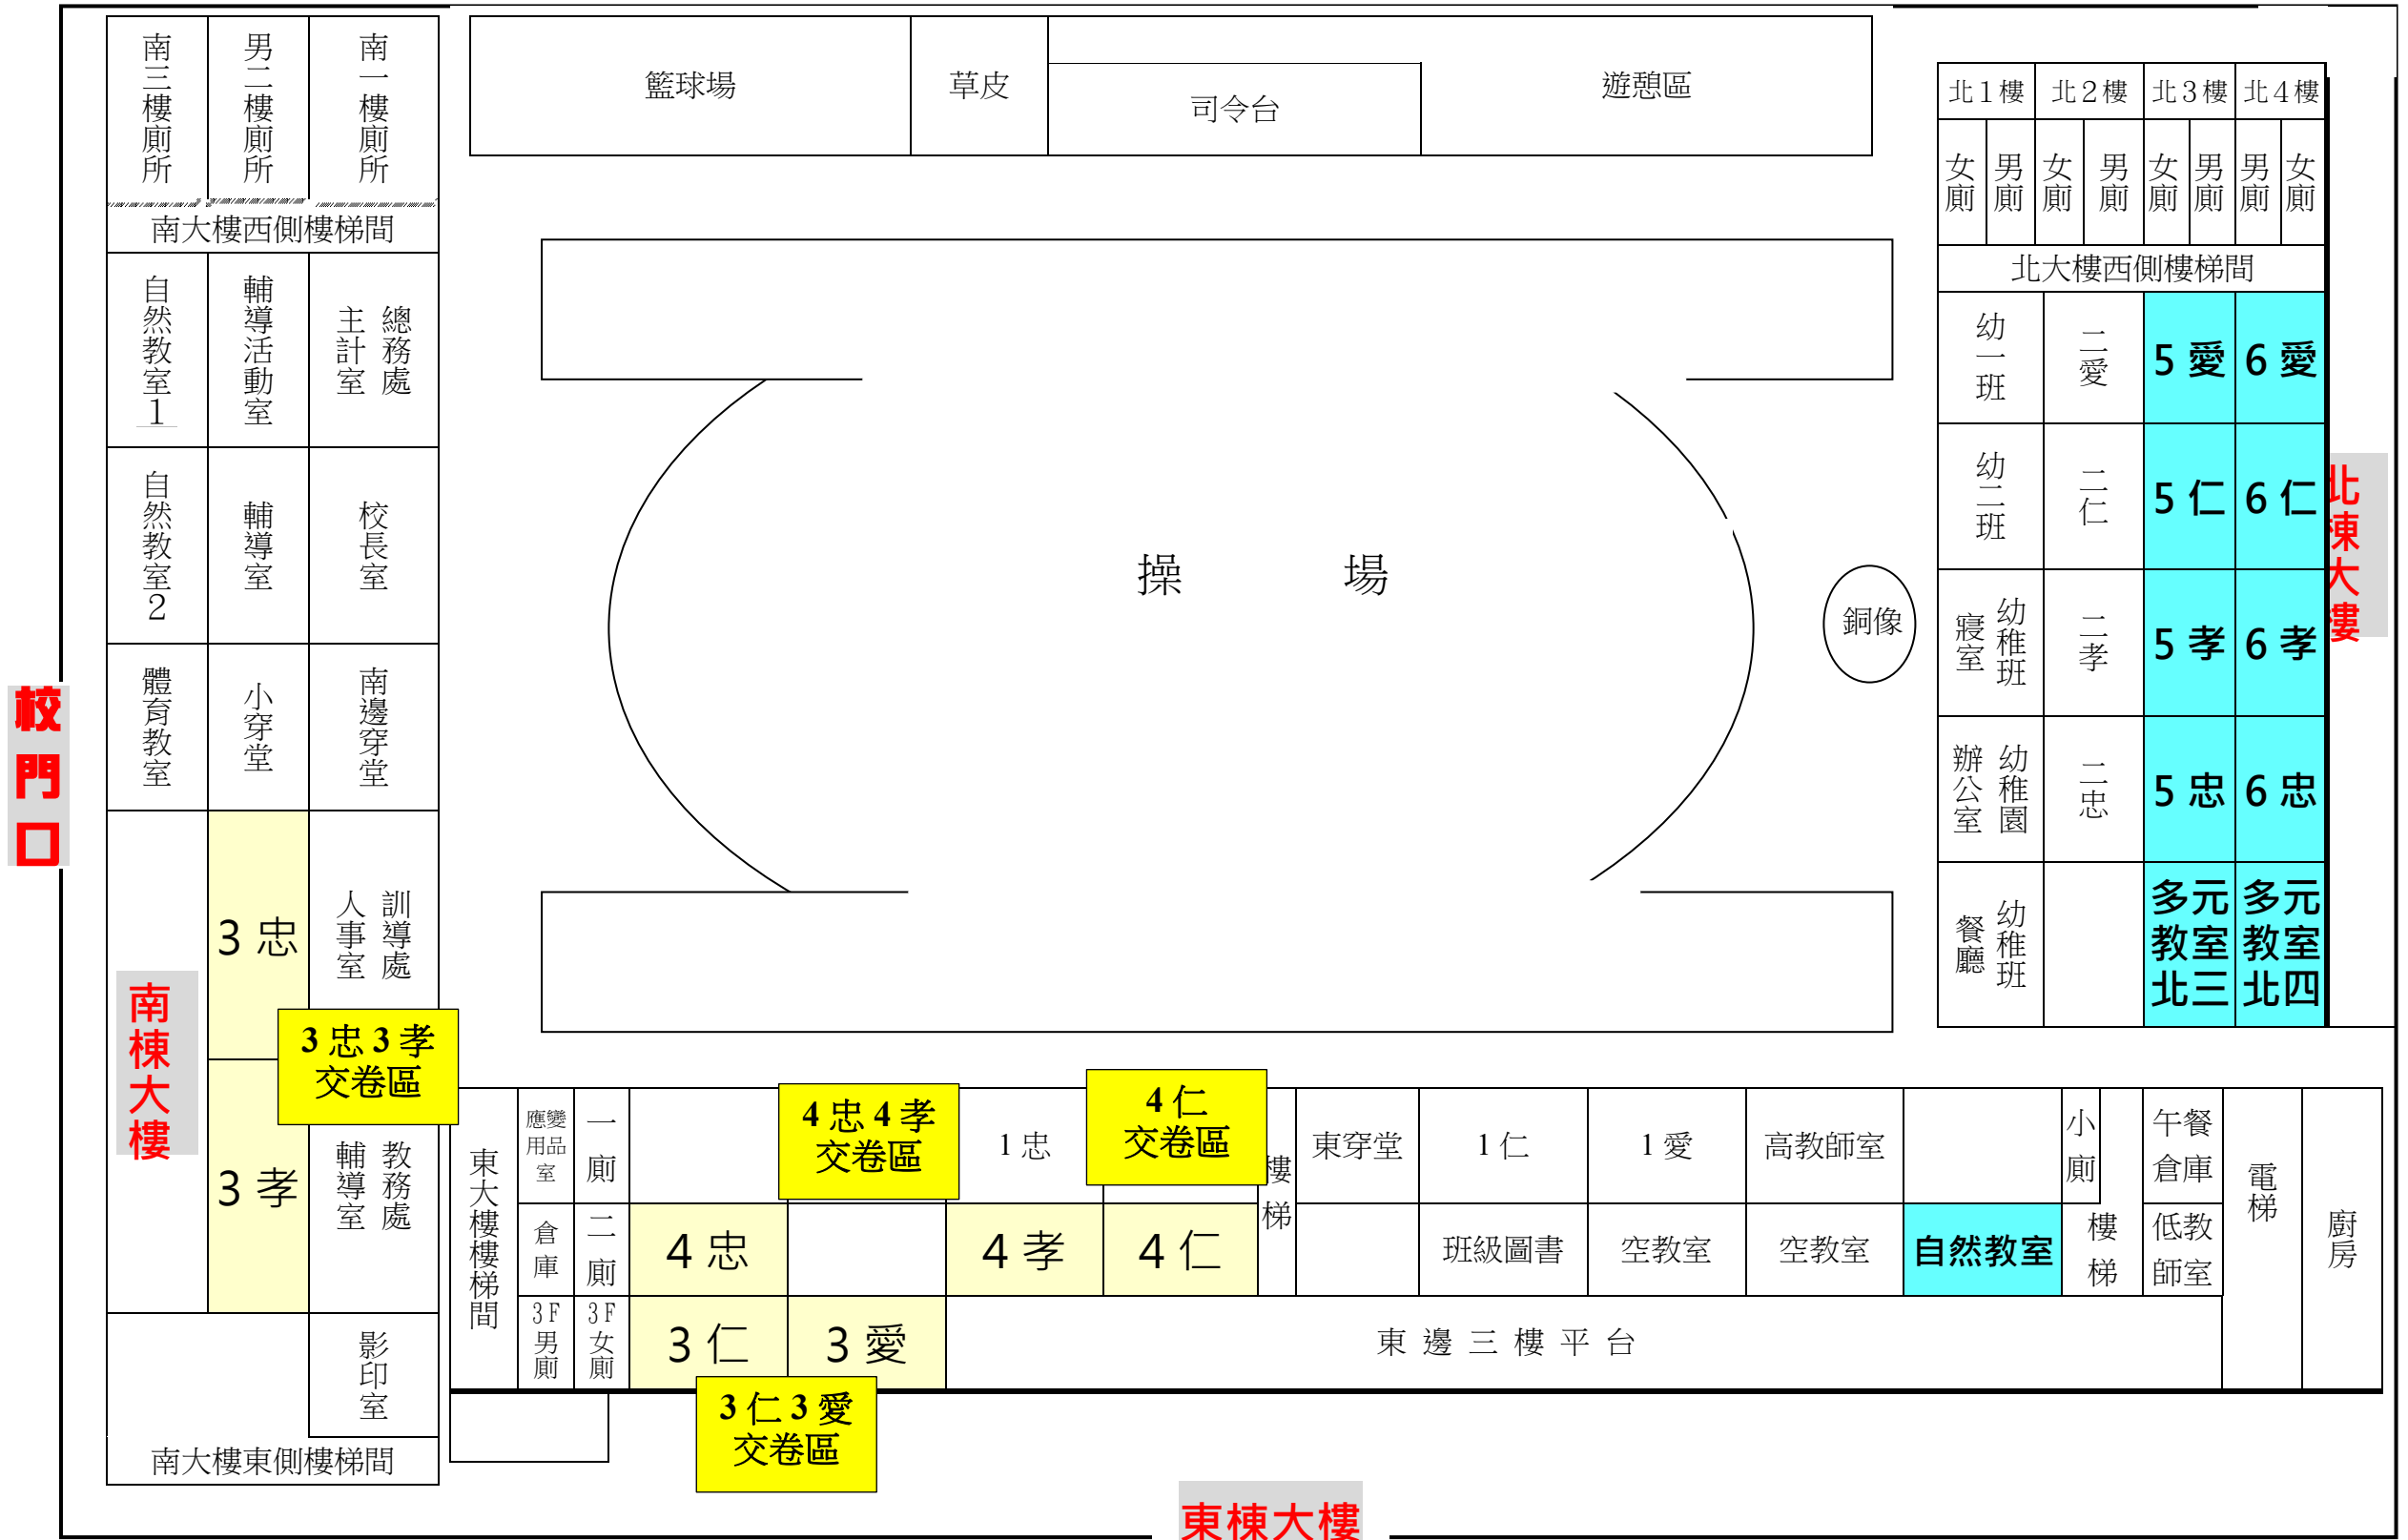 南三樓廁所
男二樓廁所
南一樓廁所
南大樓西側樓梯間
自然教室1
輔導活動室
總務處
主計室
自然教室2
輔導室
校長室
體育教室
小穿堂
南邊穿堂
3 忠
訓導處
人事室
南棟大樓
3 忠 3 孝
交卷區
3 孝
教務處
輔導室
影印室
南大樓東側樓梯間
校門口
籃球場
草皮
司令台
遊憩區
操 場
銅像
北1樓
北2樓
北3樓
北4樓
女廁
男廁
女廁
男廁
女廁
男廁
男廁
女廁
北大樓西側樓梯間
幼一班
二愛
5 愛
6 愛
幼二班
二仁
5 仁
6 仁
幼稚班
寢室
二孝
5 孝
6 孝
幼稚園
辦公室
二忠
5 忠
6 忠
幼稚班
餐廳
多元
教室
北三
多元
教室
北四
北棟大樓
東大樓樓梯間
應變
用品
室
一廁
4 忠 4 孝
交卷區
1 忠
4 仁
交卷區
樓梯
東穿堂
1 仁
1 愛
高教師室
小廁
午餐
倉庫
電梯
廚房
倉庫
二廁
4 忠
4 孝
4 仁
班級圖書
空教室
空教室
自然教室
樓梯
低教
師室
3F男廁
3F女廁
3 仁
3 愛
東邊三樓平台
3 仁 3 愛
交卷區
東棟大樓